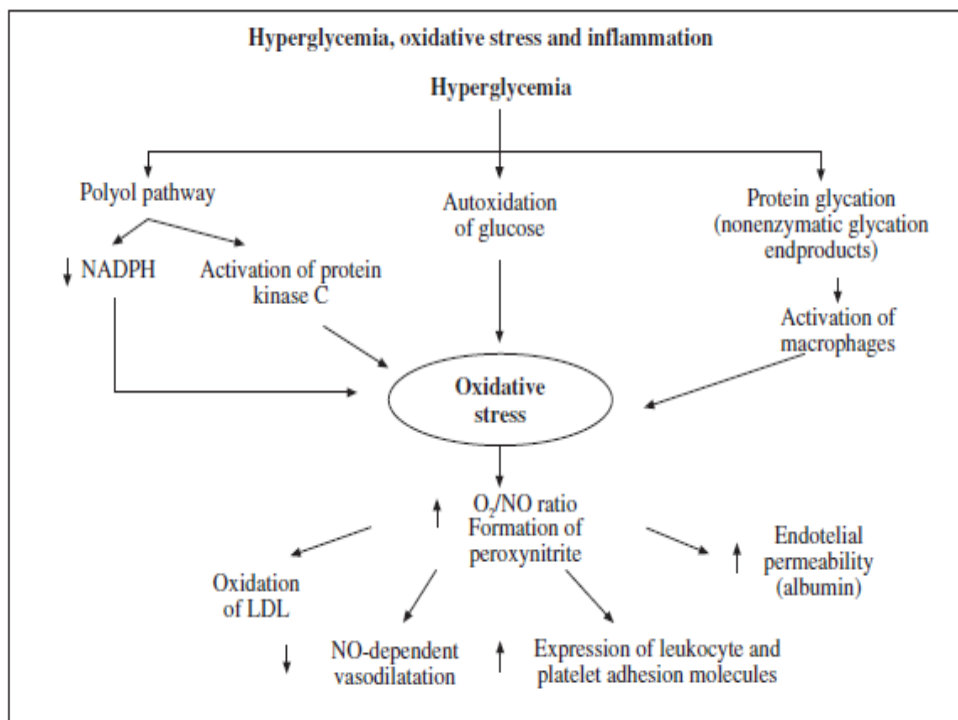 Hyperglycemia, oxidative stress and inflammation
Hyperglycemia
Polyol pathway
Autoxidation
of glucose
Protein glycation
(nonenzymatic glycation
endproducts)
NADPH
Activation of protein
kinase C
Activation of
macrophages
Oxidative
stress
O₂/NO ratio
Formation of
peroxynitrite
Endotelial
permeability
(albumin)
Oxidation
of LDL
NO-dependent
vasodilatation
Expression of leukocyte and
platelet adhesion molecules